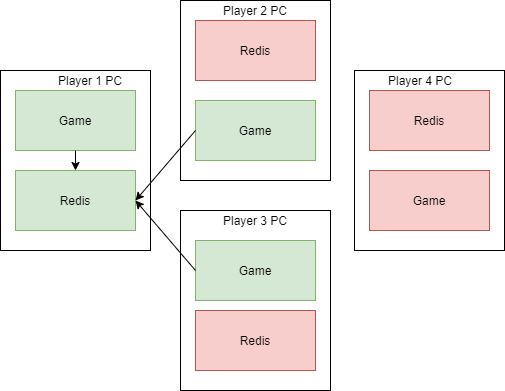 Player 1 PC
Game
Redis
Player 2 PC
Redis
Game
Player 3 PC
Game
Redis
Player 4 PC
Redis
Game